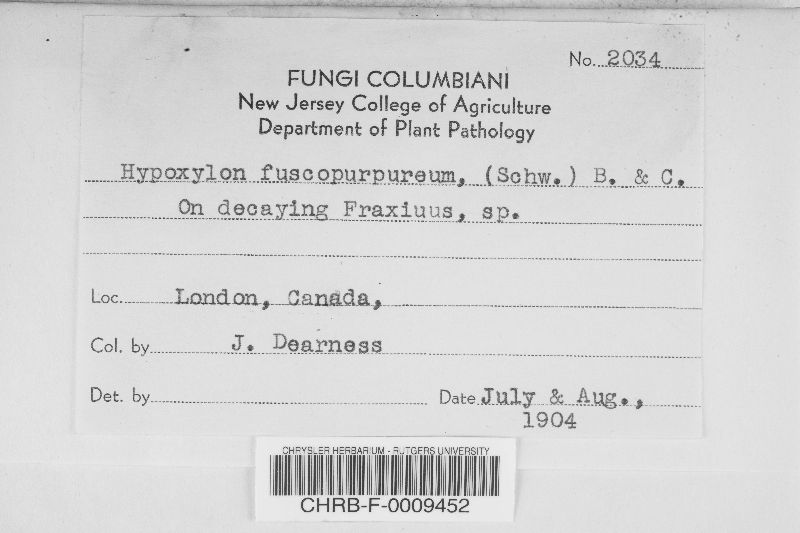 No. 2034
FUNGI COLUMBIANI
New Jersey College of Agriculture
Department of Plant Pathology
Hypoxylon fuscopurpureum, (Schw.) B. & C.
On decaying Fraxiuus, sp.
Loc. London, Canada,
Col. by J. Dearness
Det. by
Date July & Aug.,
1904
CHRYSLER HERBARIUM - RUTGERS UNIVERSITY
CHRB-F-0009452